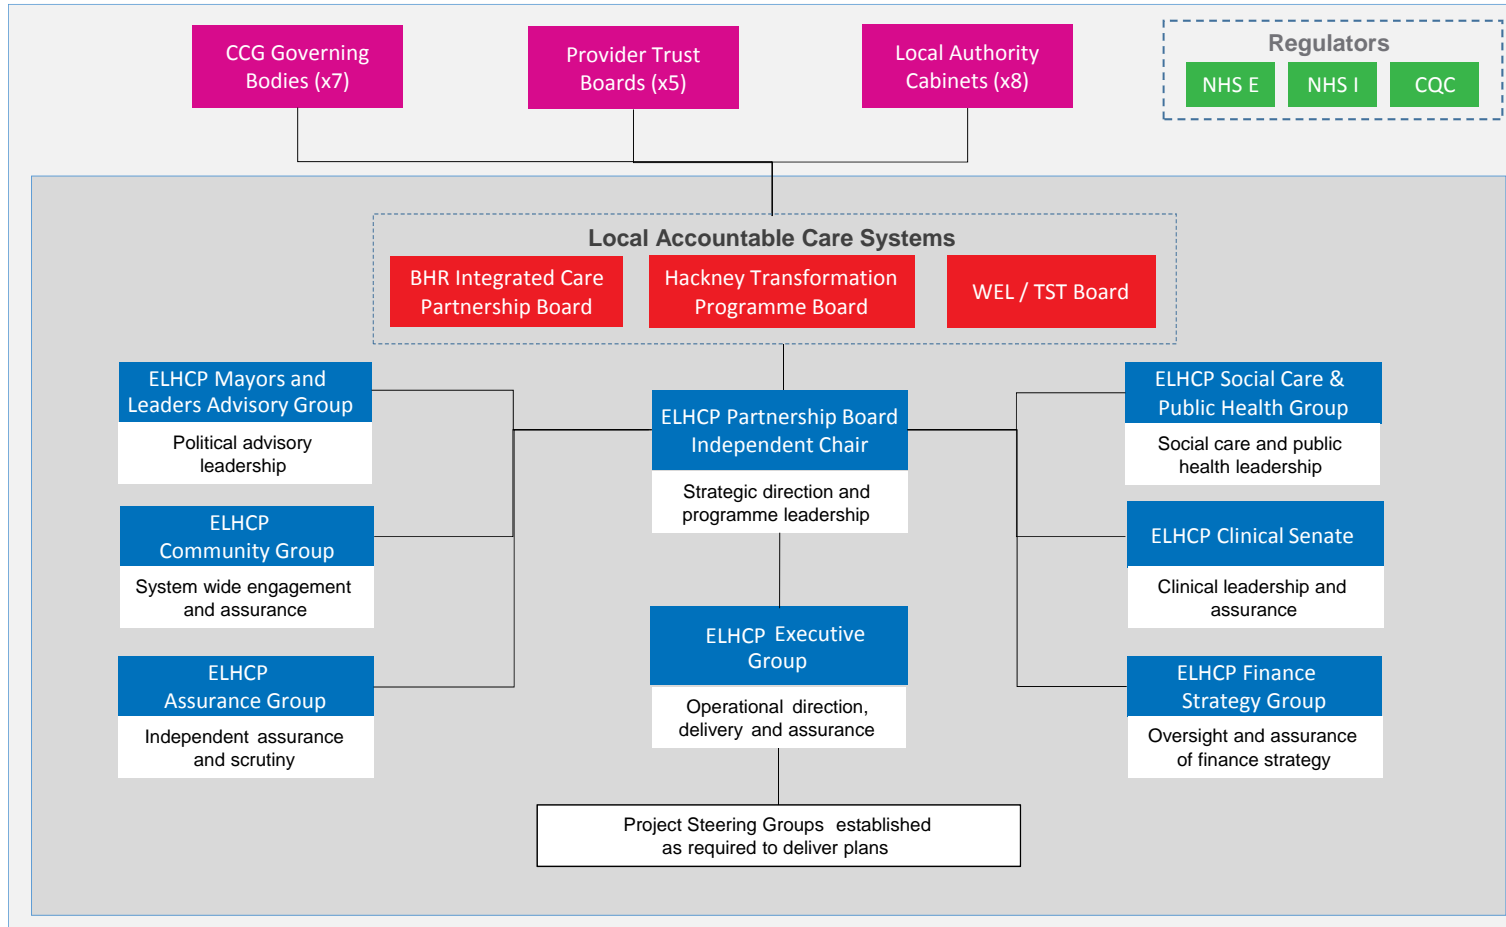 CCG Governing
Bodies (x7)
Provider Trust
Boards (x5)
Local Authority
Cabinets (x8)
Regulators
NHS E
NHS I
CQC
Local Accountable Care Systems
BHR Integrated Care
Partnership Board
Hackney Transformation
Programme Board
WEL / TST Board
ELHCP Mayors and
Leaders Advisory Group
Political advisory
leadership
ELHCP
Community Group
System wide engagement
and assurance
ELHCP
Assurance Group
Independent assurance
and scrutiny
ELHCP Partnership Board
Independent Chair
Strategic direction and
programme leadership
ELHCP Executive
Group
Operational direction,
delivery and assurance
Project Steering Groups established
as required to deliver plans
ELHCP Social Care &
Public Health Group
Social care and public
health leadership
ELHCP Clinical Senate
Clinical leadership and
assurance
ELHCP Finance
Strategy Group
Oversight and assurance
of finance strategy